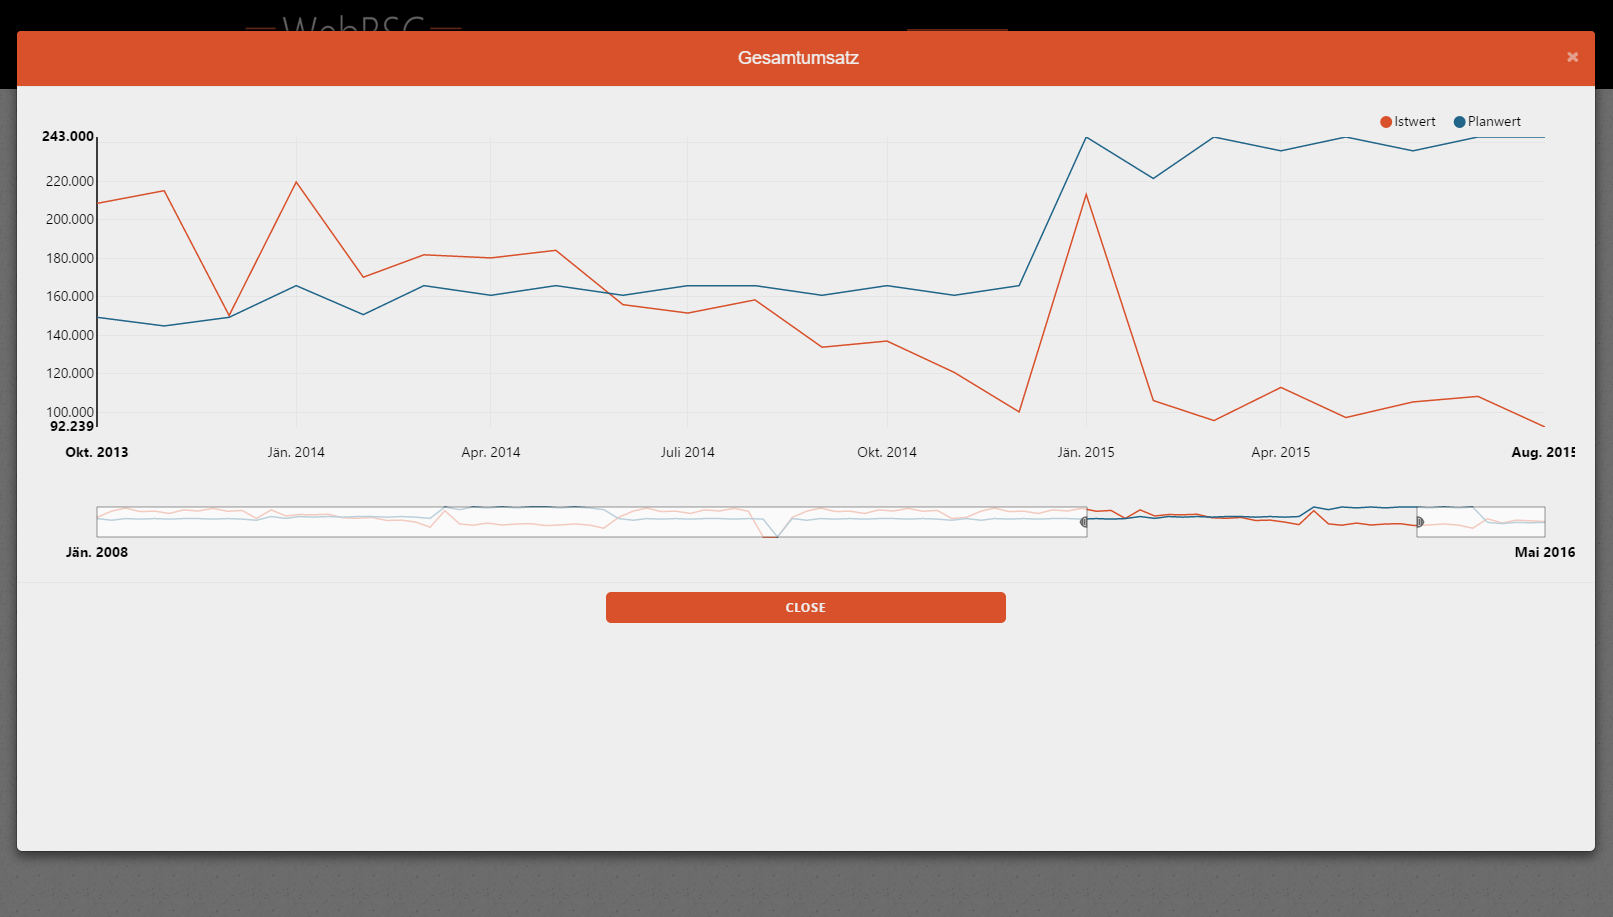 WebBSC
Gesamtumsatz ×
Istwert Planwert
243.000
220.000
200.000
180.000
160.000
140.000
120.000
100.000
92.239
Okt. 2013 Jän. 2014 Apr. 2014 Juli 2014 Okt. 2014 Jän. 2015 Apr. 2015 Aug. 2015
Jän. 2008 Mai 2016
CLOSE